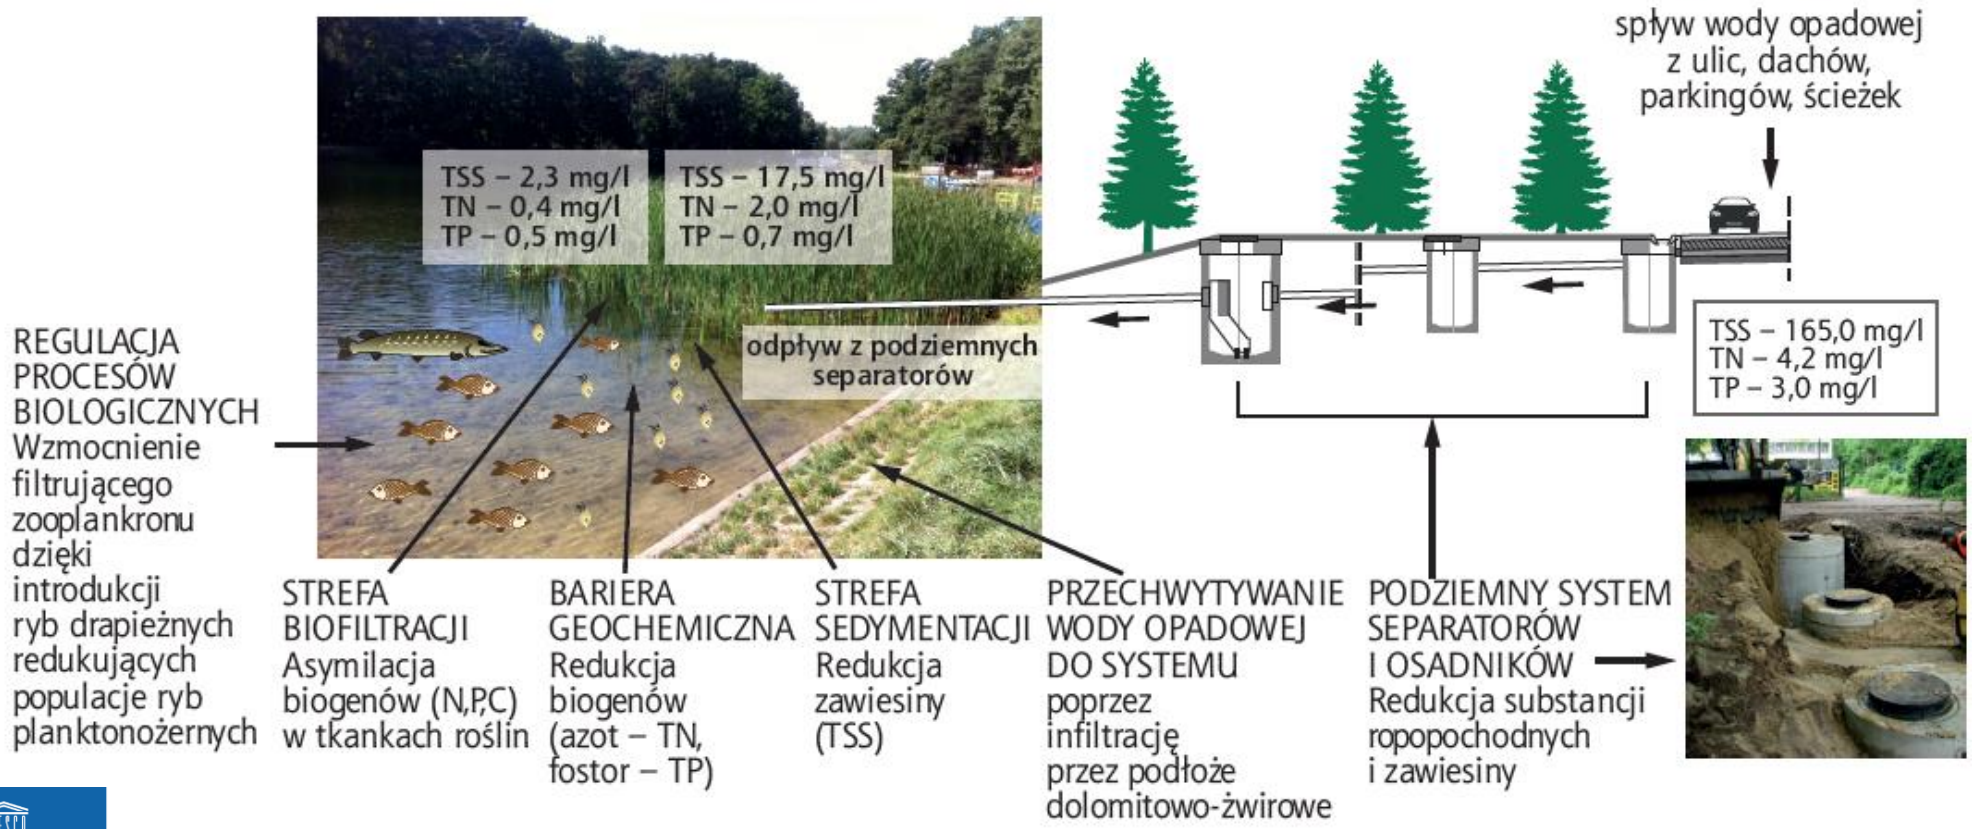 spływ wody opadowej
z ulic, dachów,
parkingów, ścieżek
TSS – 2,3 mg/l
TN – 0,4 mg/l
TP – 0,5 mg/l
TSS – 17,5 mg/l
TN – 2,0 mg/l
TP – 0,7 mg/l
TSS – 165,0 mg/l
TN – 4,2 mg/l
TP – 3,0 mg/l
odpływ z podziemnych
separatorów
REGULACJA
PROCESÓW
BIOLOGICZNYCH
Wzmocnienie
filtrującego
zooplankronu
dzięki
introdukcji
ryb drapieżnych
redukujących
populacje ryb
planktonożernych
STREFA
BIOFILTRACJI
Asymilacja
biogenów (N,P,C)
w tkankach roślin
BARIERA
GEOCHEMICZNA
Redukcja
biogenów
(azot – TN,
fostor – TP)
STREFA
SEDYMENTACJI
Redukcja
zawiesiny
(TSS)
PRZECHWYTYWANIE
WODY OPADOWEJ
DO SYSTEMU
poprzez
infiltrację
przez podłoże
dolomitowo-żwirowe
PODZIEMNY SYSTEM
SEPARATORÓW
I OSADNIKÓW
Redukcja substancji
ropopochodnych
i zawiesiny